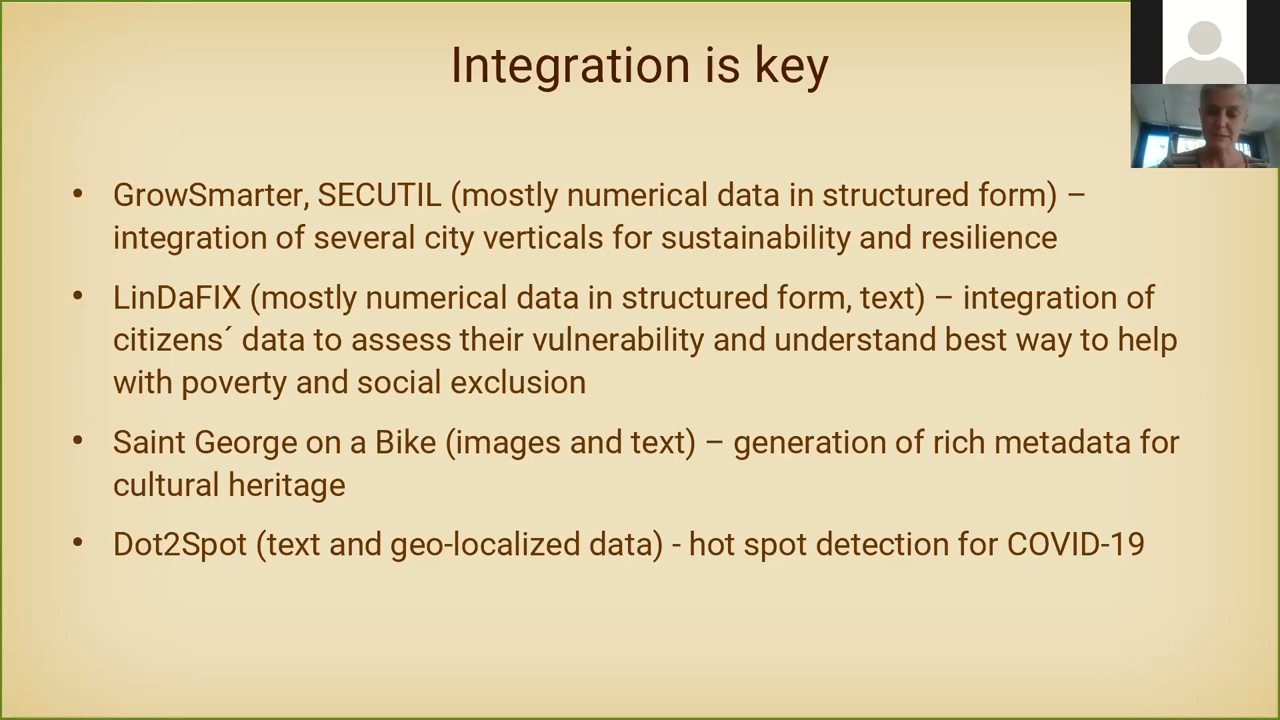 Integration is key
• GrowSmarter, SECUTIL (mostly numerical data in structured form) –
integration of several city verticals for sustainability and resilience
• LinDaFIX (mostly numerical data in structured form, text) – integration of
citizens´ data to assess their vulnerability and understand best way to help
with poverty and social exclusion
• Saint George on a Bike (images and text) – generation of rich metadata for
cultural heritage
• Dot2Spot (text and geo-localized data) - hot spot detection for COVID-19